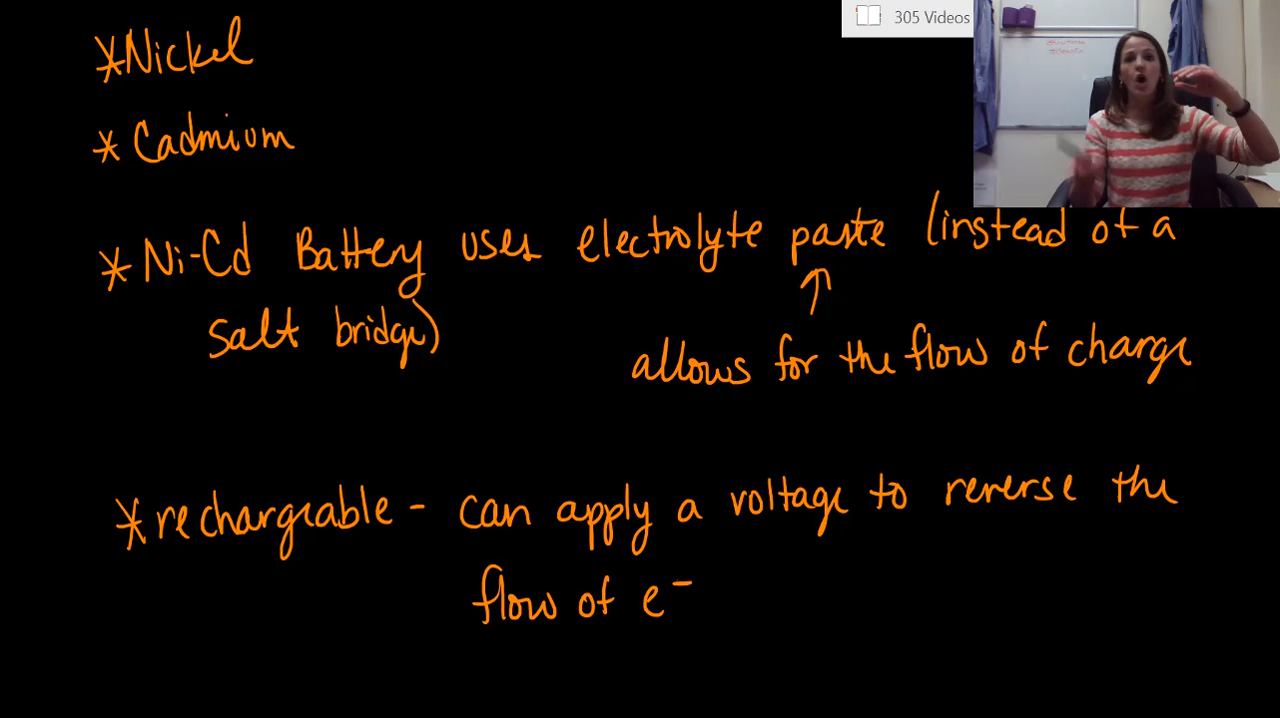 305 Videos
*Nickel
* Cadmium
* Ni-Cd Battery uses electrolyte paste (instead of a
salt bridge)
↑
allows for the flow of charge
*rechargeable - can apply a voltage to reverse the
flow of e⁻